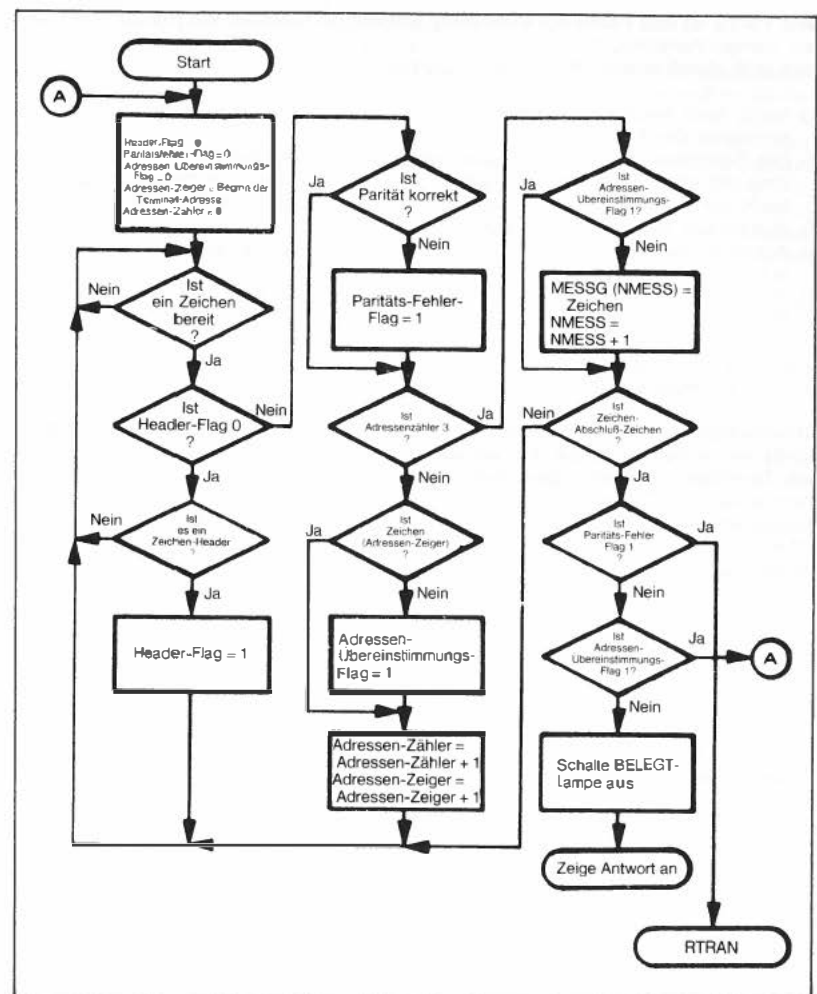 Start
A
Header-Flag = 0
Paritätsfehler-Flag = 0
Adressen-Übereinstimmungs-
Flag = 0
Adressen-Zeiger = Beginn der
Terminal-Adresse
Adressen-Zähler = 0
Ist
ein Zeichen
bereit
?
Nein
Ja
Ist
Header-Flag 0
?
Nein
Ja
Ist
es ein
Zeichen-Header
?
Nein
Ja
Header-Flag = 1
Ist
Parität korrekt
?
Ja
Nein
Paritäts-Fehler-
Flag = 1
Ist
Adressenzähler 3
?
Ja
Nein
Ist
Zeichen
(Adressen-Zeiger)
?
Ja
Nein
Adressen-
Übereinstimmungs-
Flag = 1
Adressen-Zähler =
Adressen-Zähler + 1
Adressen-Zeiger =
Adressen-Zeiger + 1
Ist
Adressen-
Übereinstimmungs-
Flag 1?
Ja
Nein
MESSG (NMESS) =
Zeichen
NMESS =
NMESS + 1
Ist
Zeichen-
Abschluß-Zeichen
?
Nein
Ja
Ist
Paritäts-Fehler
Flag 1
?
Ja
Nein
Ist
Adressen-
Übereinstimmungs-
Flag 1?
Ja
A
Nein
Schalte BELEGT-
lampe aus
Zeige Antwort an
RTRAN